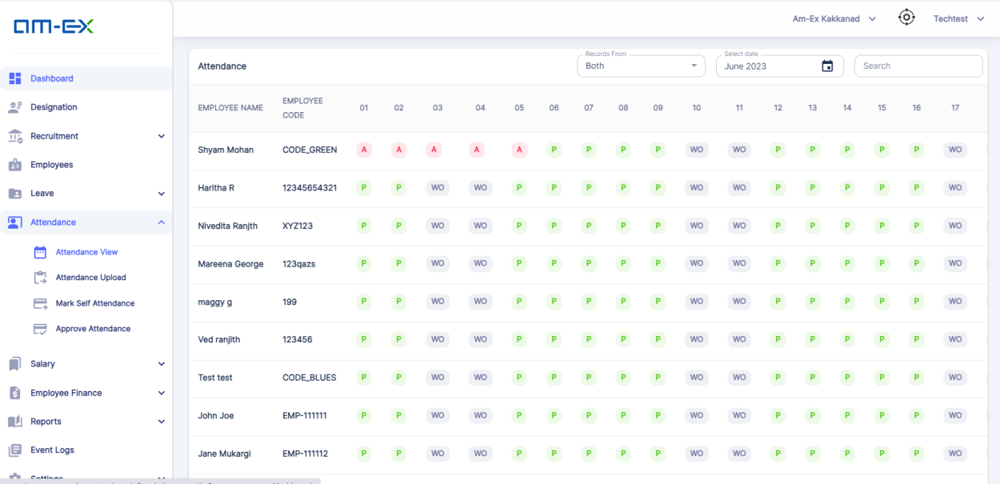 am-ex
Am-Ex Kakkanad
Techtest
Dashboard
Designation
Recruitment
Employees
Leave
Attendance
Attendance View
Attendance Upload
Mark Self Attendance
Approve Attendance
Salary
Employee Finance
Reports
Event Logs
Settings
Attendance
Records From
Both
Select date
June 2023
Search
EMPLOYEE NAME EMPLOYEE CODE 01 02 03 04 05 06 07 08 09 10 11 12 13 14 15 16 17
Shyam Mohan CODE_GREEN A A A A A P P P P WO WO P P P P P WO
Haritha R 12345654321 P P WO WO P P P P P WO WO P P P P P WO
Nivedita Ranjth XYZ123 P P WO WO P P P P P WO WO P P P P P WO
Mareena George 123qazs P P WO WO P P P P P WO WO P P P P P WO
maggy g 199 P P WO WO P P P P P WO WO P P P P P WO
Ved ranjith 123456 P P WO WO P P P P P WO WO P P P P P WO
Test test CODE_BLUES P P WO WO P P P P P WO WO P P P P P WO
John Joe EMP-111111 P P WO WO P P P P P WO WO P P P P P WO
Jane Mukargi EMP-111112 P P WO WO P P P P P WO WO P P P P P WO